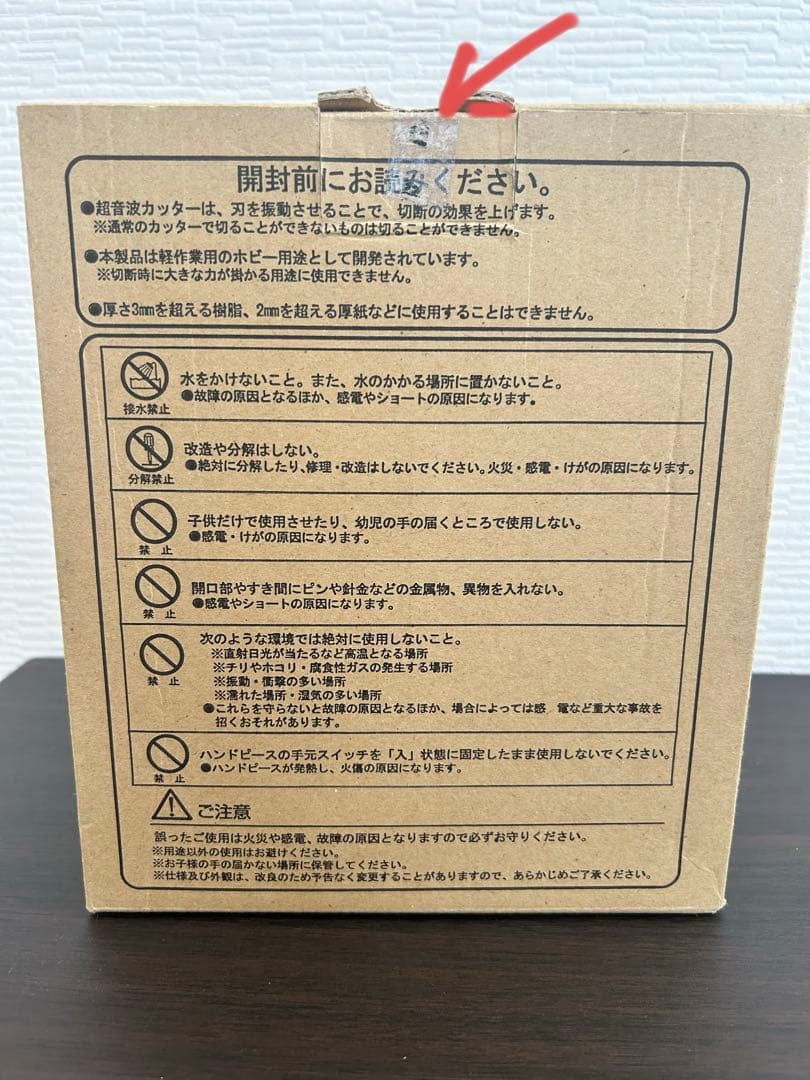 開封前にお読みください。
●超音波カッターは、刃を振動させることで、切断の効果を上げます。
※通常のカッターで切ることができないものは切ることができません。
●本製品は軽作業用のホビー用途として開発されています。
※切断時に大きな力が掛かる用途に使用できません。
●厚さ3mmを超える樹脂、2mmを超える厚紙などに使用することはできません。
接水禁止
水をかけないこと。また、水のかかる場所に置かないこと。
●故障の原因となるほか、感電やショートの原因になります。
分解禁止
改造や分解はしない。
●絶対に分解したり、修理・改造はしないでください。火災・感電・けがの原因になります。
禁 止
子供だけで使用させたり、幼児の手の届くところで使用しない。
●感電・けがの原因になります。
禁 止
開口部やすき間にピンや針金などの金属物、異物を入れない。
●感電やショートの原因になります。
禁 止
次のような環境では絶対に使用しないこと。
※直射日光が当たるなど高温となる場所
※チリやホコリ・腐食性ガスの発生する場所
※振動・衝撃の多い場所
※濡れた場所・湿気の多い場所
●これらを守らないと故障の原因となるほか、場合によっては感 電など重大な事故を
招くおそれがあります。
禁 止
ハンドピースの手元スイッチを「入」状態に固定したまま使用しないでください。
●ハンドピースが発熱し、火傷の原因になります。
ご注意
誤ったご使用は火災や感電、故障の原因となりますので必ずお守りください。
※用途以外の使用はお避けください。
※お子様の手の届かない場所に保管してください。
※仕様及び外観は、改良のため予告なく変更することがありますので、あらかじめご了承ください。